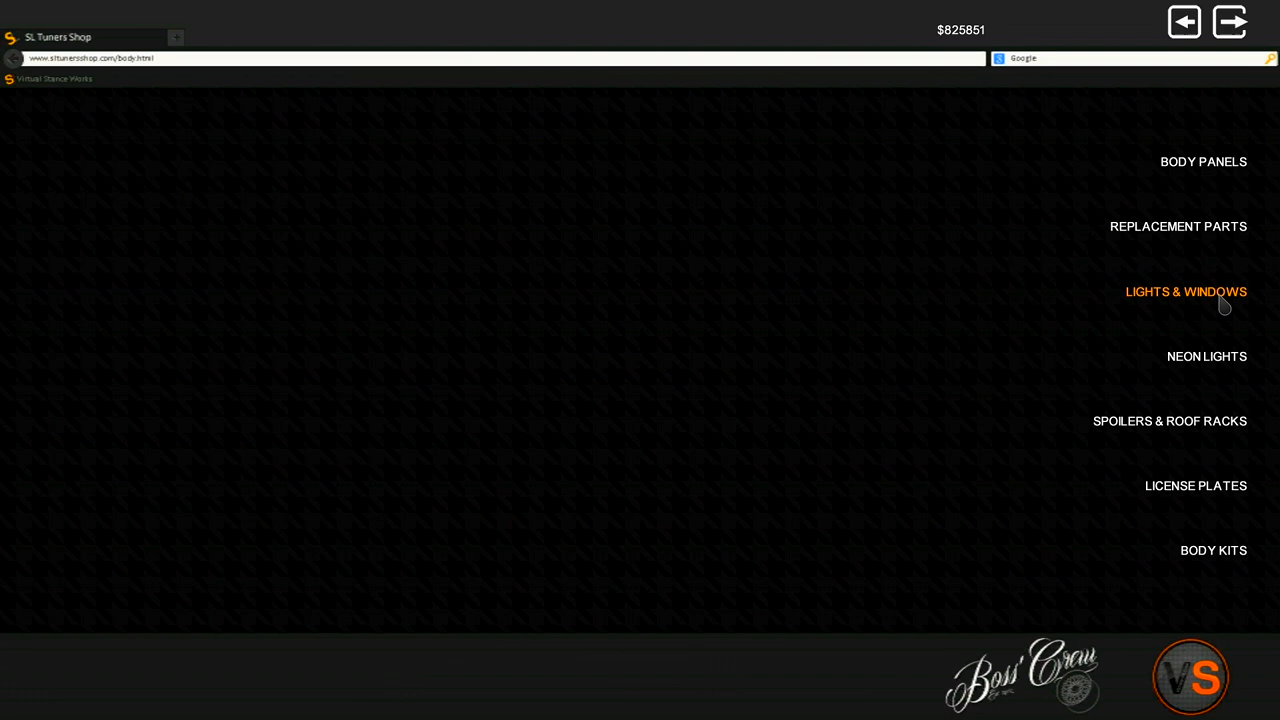 SL Tuners Shop
+
$825851
www.sltunersshop.com/body.html
Google
Virtual Stance Works
BODY PANELS
REPLACEMENT PARTS
LIGHTS & WINDOWS
NEON LIGHTS
SPOILERS & ROOF RACKS
LICENSE PLATES
BODY KITS
Boss' Crew
VS